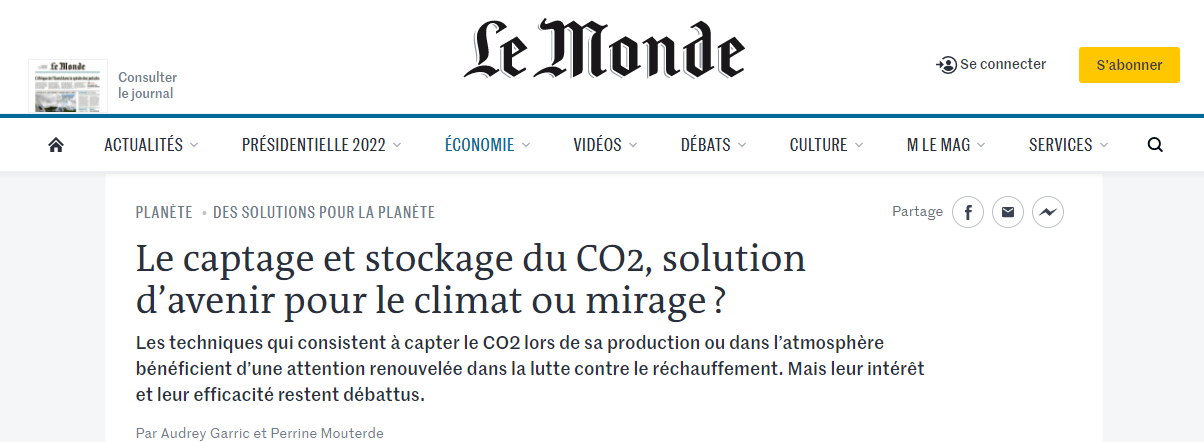 Le Monde
Consulter
le journal
Se connecter
S'abonner
ACTUALITÉS
PRÉSIDENTIELLE 2022
ÉCONOMIE
VIDÉOS
DÉBATS
CULTURE
M LE MAG
SERVICES
PLANÈTE • DES SOLUTIONS POUR LA PLANÈTE
Partage
Le captage et stockage du CO2, solution
d’avenir pour le climat ou mirage ?
Les techniques qui consistent à capter le CO2 lors de sa production ou dans l’atmosphère
bénéficient d’une attention renouvelée dans la lutte contre le réchauffement. Mais leur intérêt
et leur efficacité restent débattus.
Par Audrey Garric et Perrine Mouterde